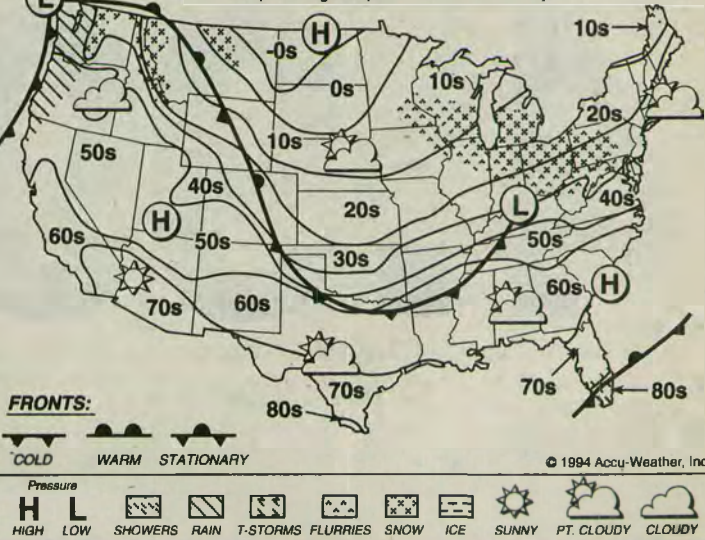 L
H
-0s
10s
0s
10s
20s
10s
50s
40s
20s
40s
L
60s
H
50s
50s
30s
H
70s
60s
60s
70s
70s
80s
80s
FRONTS:
COLD WARM STATIONARY
© 1994 Accu-Weather, Inc
Pressure
H L
HIGH LOW SHOWERS RAIN T-STORMS FLURRIES SNOW ICE SUNNY PT. CLOUDY CLOUDY